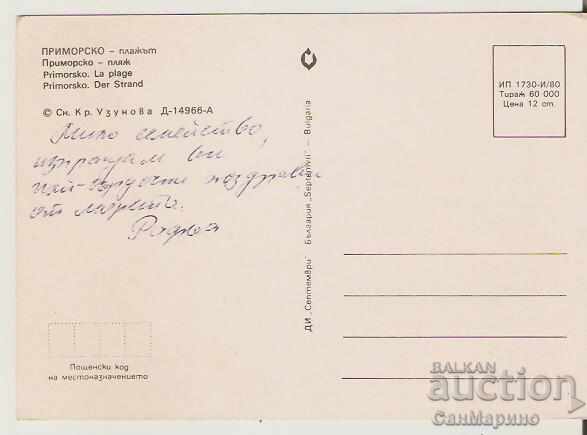 ПРИМОРСКО – плажът
Приморско – пляж
Primorsko. La plage
Primorsko. Der Strand
© Сн. Кр. Узунова Д-14966-А
Мило семейство,
изпращам ви
най-сърдечни поздрави
от морето.
Радка
Пощенски код
на местоназначението
ДИ „Септември" България „Septemvri" – Bulgaria
ИП 1730-И/80
Тираж 60 000
Цена 12 ст.
BALKAN
auction
СанМарино